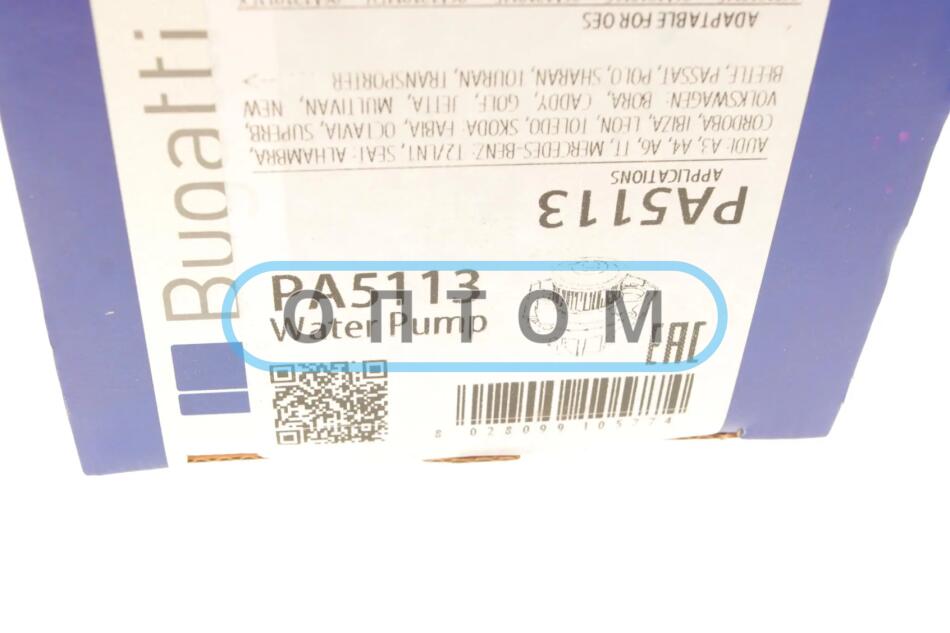 Bugatti
ADAPTABLE FOR OES
BEETLE, PASSAT, POLO, SHARAN, TOURAN, TRANSPORTER
VOLKSWAGEN: BORA, CADDY, GOLF, JETTA, MULTIVAN, NEW
CORDOBA, IBIZA, LEON, TOLEDO, SKODA: FABIA, OCTAVIA, SUPERB,
AUDI: A3, A4, A6, TT, MERCEDES-BENZ: T2/LN1, SEAT: ALHAMBRA,
APPLICATIONS
PA5113
PA5113
Water Pump
ОПТОМ
EAC
8 028099 105274